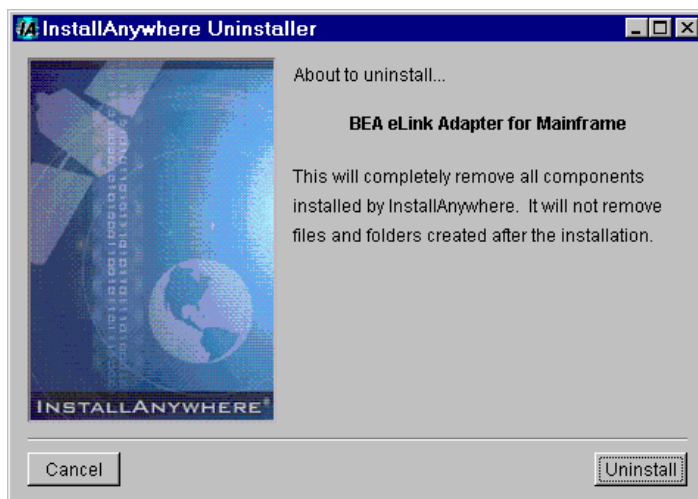 InstallAnywhere Uninstaller
About to uninstall...
BEA eLink Adapter for Mainframe
This will completely remove all components
installed by InstallAnywhere. It will not remove
files and folders created after the installation.
INSTALLANYWHERE®
Cancel
Uninstall